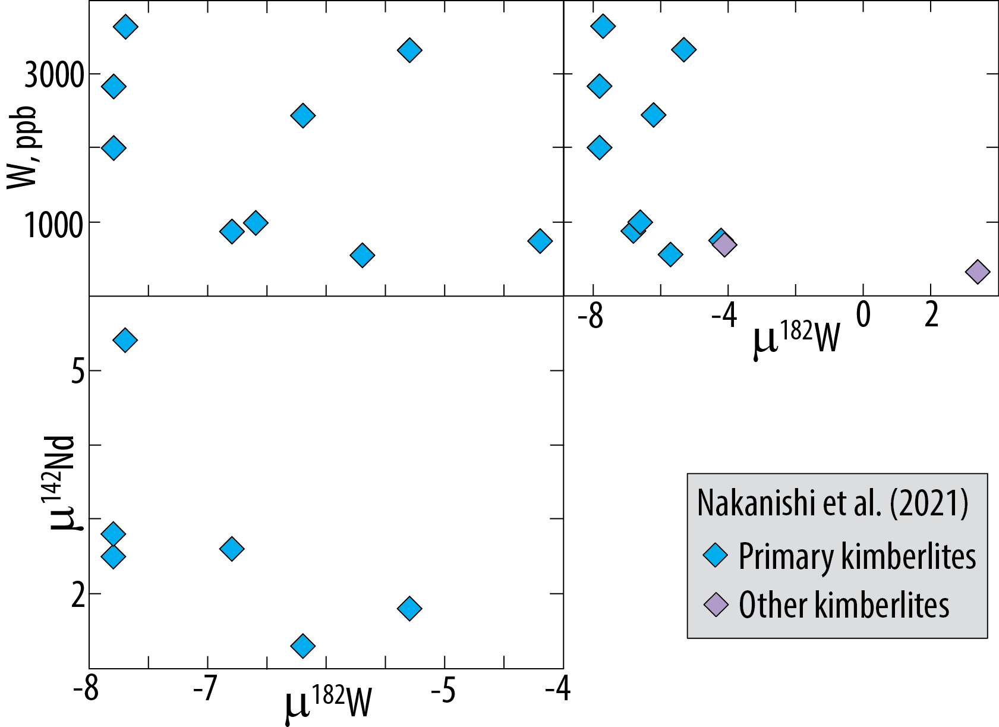 3000
1000
W, ppb
-8
-4
0
2
μ¹⁸²W
5
2
μ¹⁴²Nd
-8
-7
-5
-4
μ¹⁸²W
Nakanishi et al. (2021)
Primary kimberlites
Other kimberlites